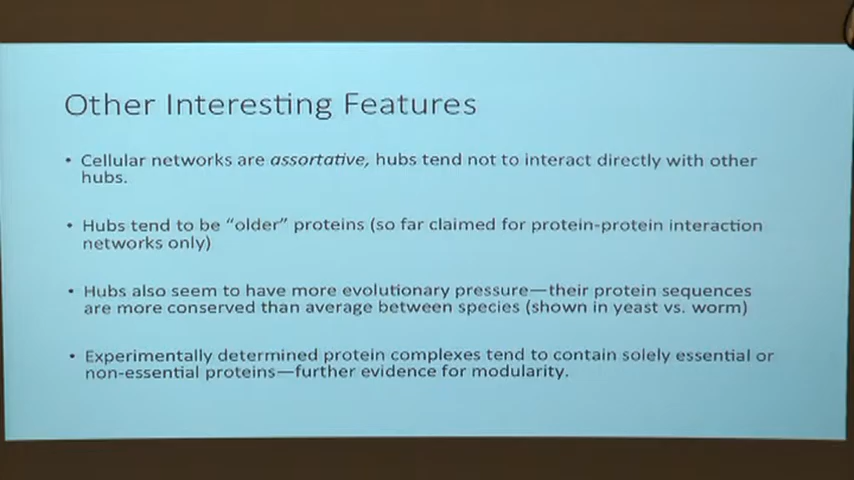 Other Interesting Features
• Cellular networks are assortative, hubs tend not to interact directly with other
hubs.
• Hubs tend to be “older” proteins (so far claimed for protein-protein interaction
networks only)
• Hubs also seem to have more evolutionary pressure—their protein sequences
are more conserved than average between species (shown in yeast vs. worm)
• Experimentally determined protein complexes tend to contain solely essential or
non-essential proteins—further evidence for modularity.